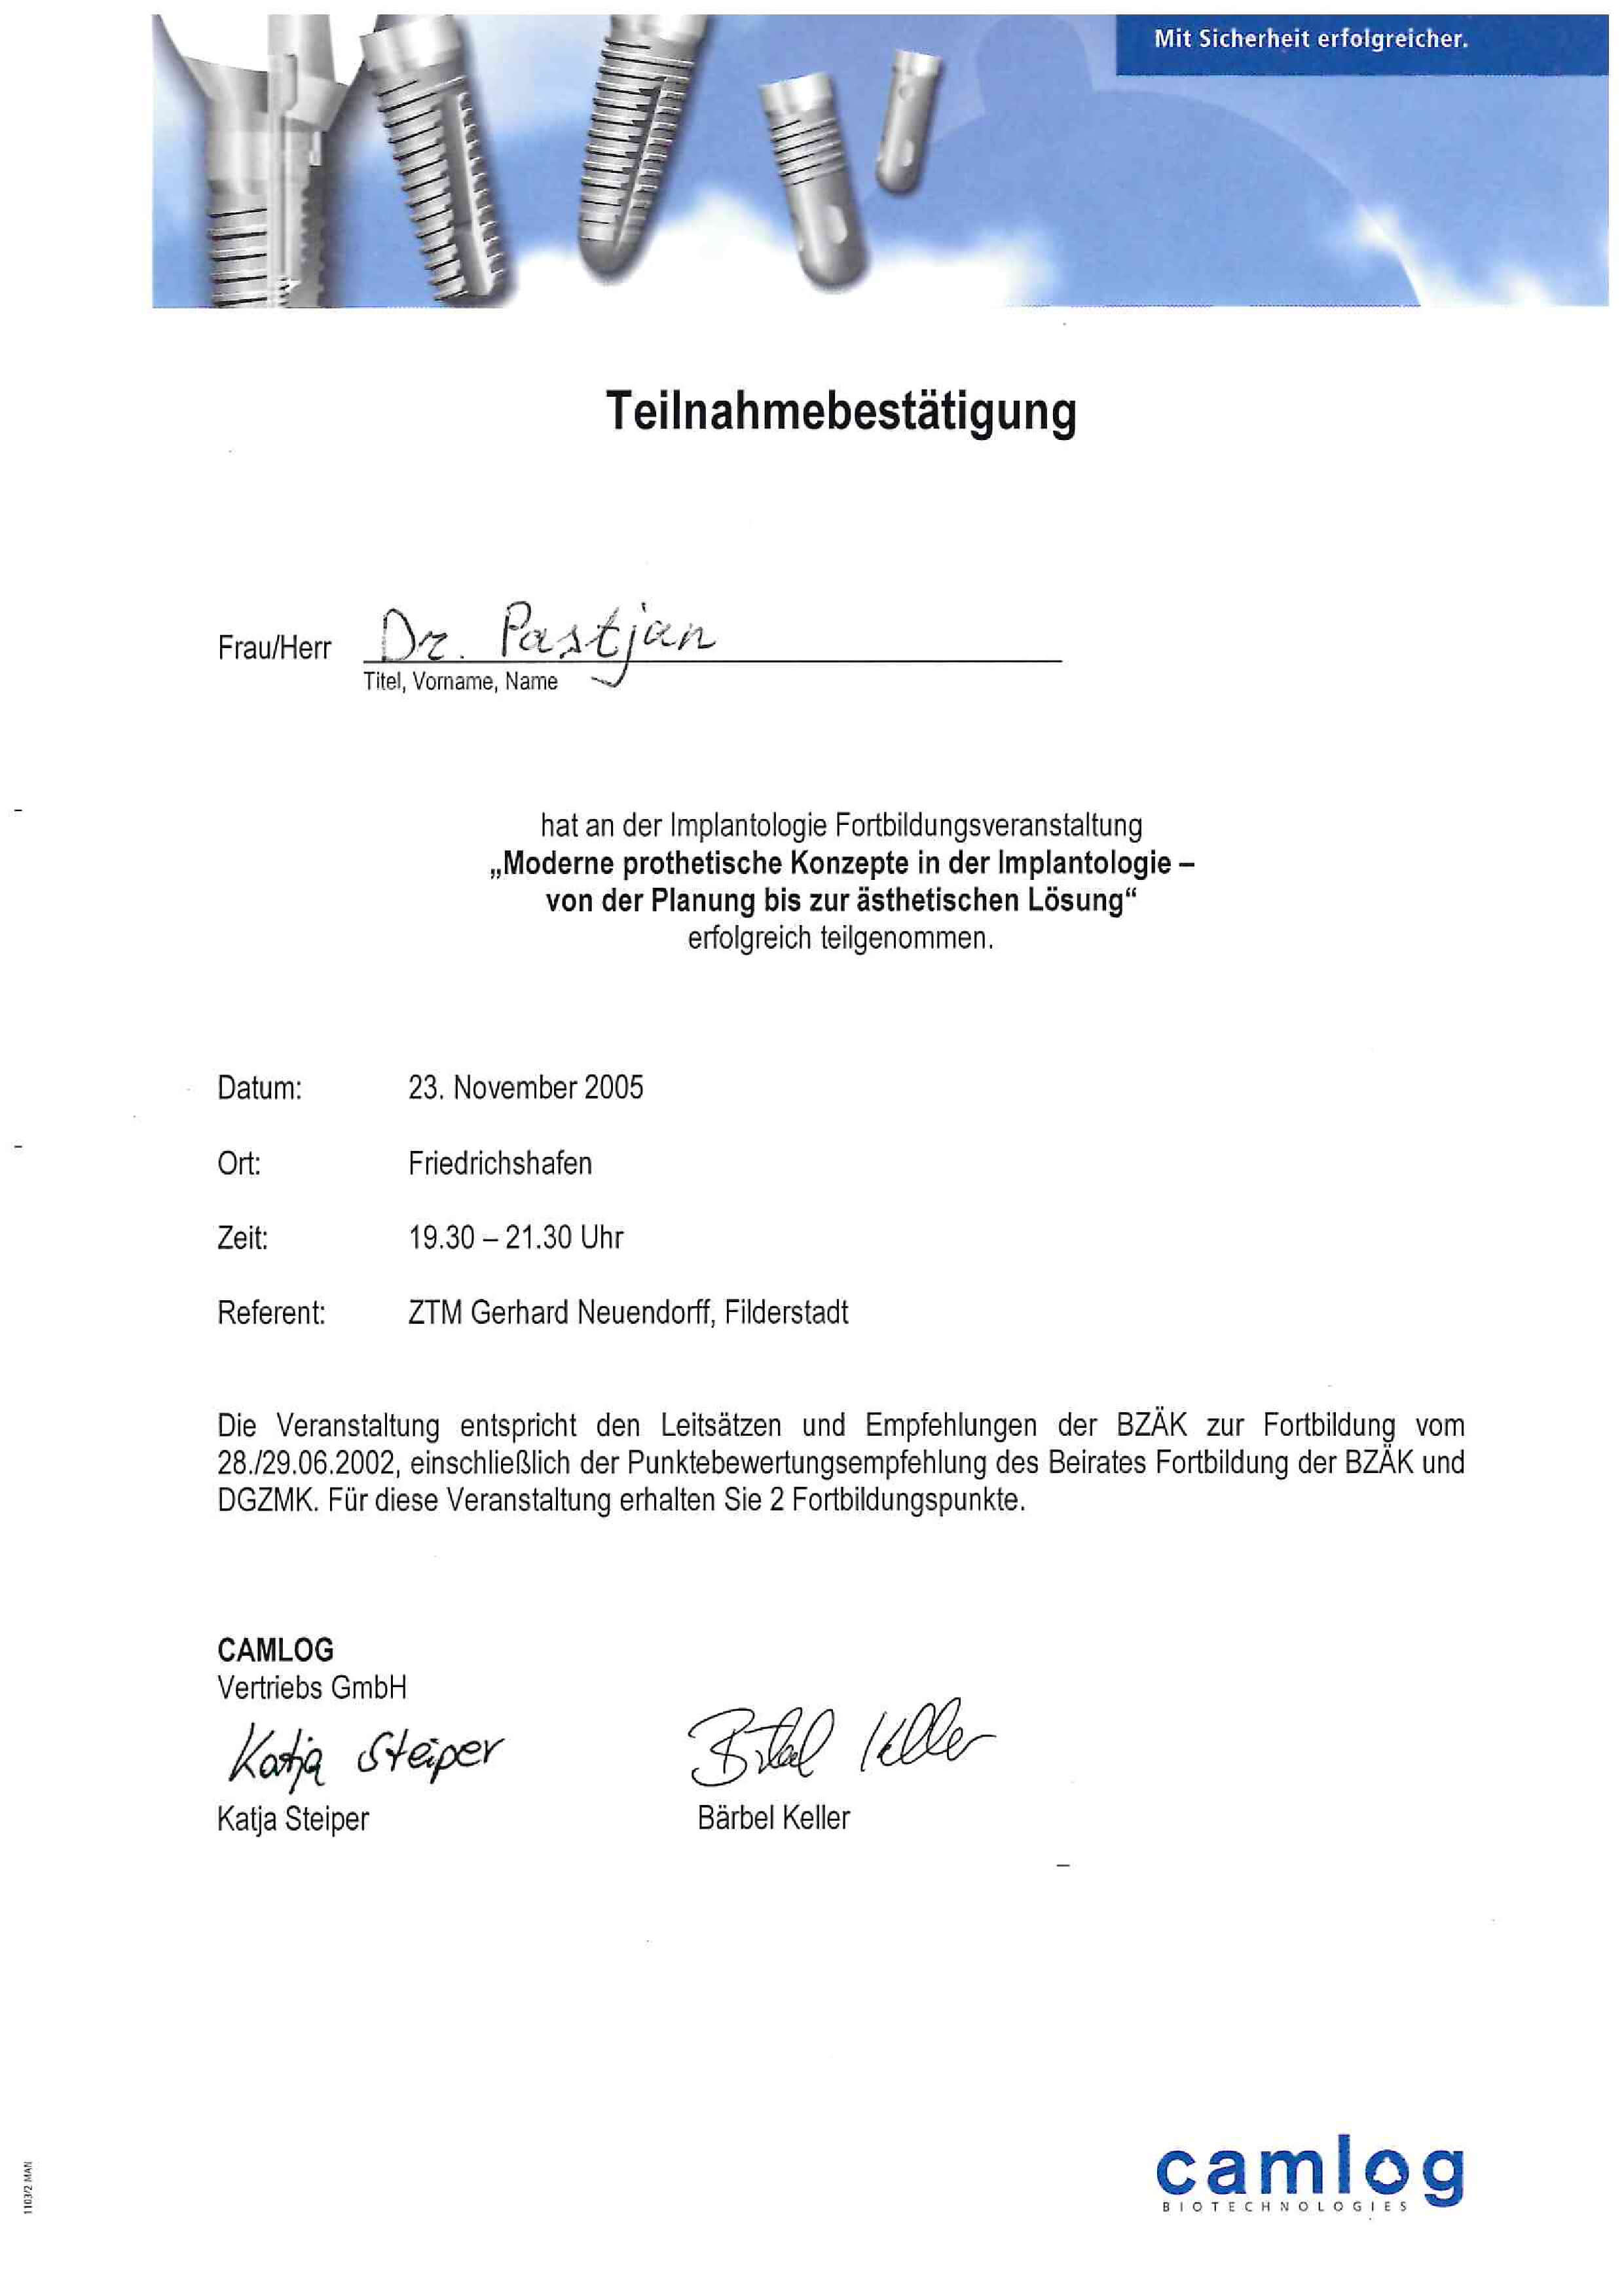 Mit Sicherheit erfolgreicher.
Teilnahmebestätigung
Frau/Herr Dr. Pastjan
Titel, Vorname, Name
hat an der Implantologie Fortbildungsveranstaltung
„Moderne prothetische Konzepte in der Implantologie –
von der Planung bis zur ästhetischen Lösung“
erfolgreich teilgenommen.
Datum: 23. November 2005
Ort: Friedrichshafen
Zeit: 19.30 – 21.30 Uhr
Referent: ZTM Gerhard Neuendorff, Filderstadt
Die Veranstaltung entspricht den Leitsätzen und Empfehlungen der BZÄK zur Fortbildung vom
28./29.06.2002, einschließlich der Punktebewertungsempfehlung des Beirates Fortbildung der BZÄK und
DGZMK. Für diese Veranstaltung erhalten Sie 2 Fortbildungspunkte.
CAMLOG
Vertriebs GmbH
Katja Steiper Bärbel Keller
Katja Steiper Bärbel Keller
camlog
BIOTECHNOLOGIES
1103/2 MAN